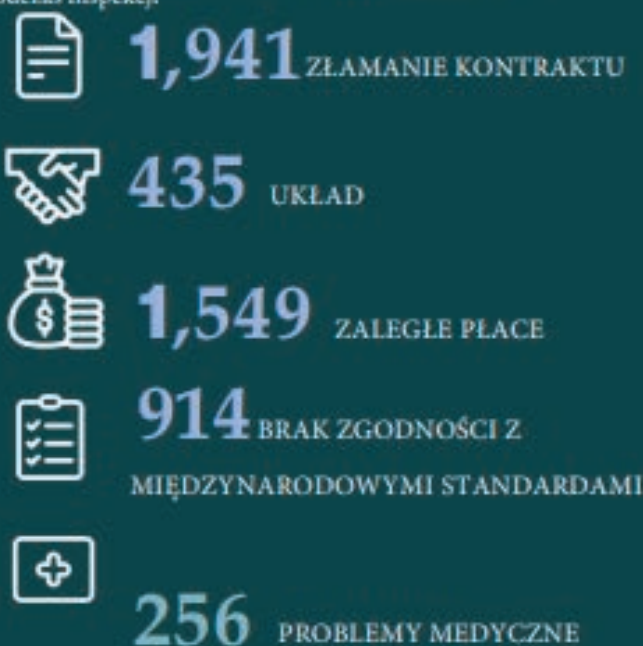 1,941 ZŁAMANIE KONTRAKTU
435 UKŁAD
1,549 ZALEGŁE PŁACE
914 BRAK ZGODNOŚCI Z
MIĘDZYNARODOWYMI STANDARDAMI
256 PROBLEMY MEDYCZNE